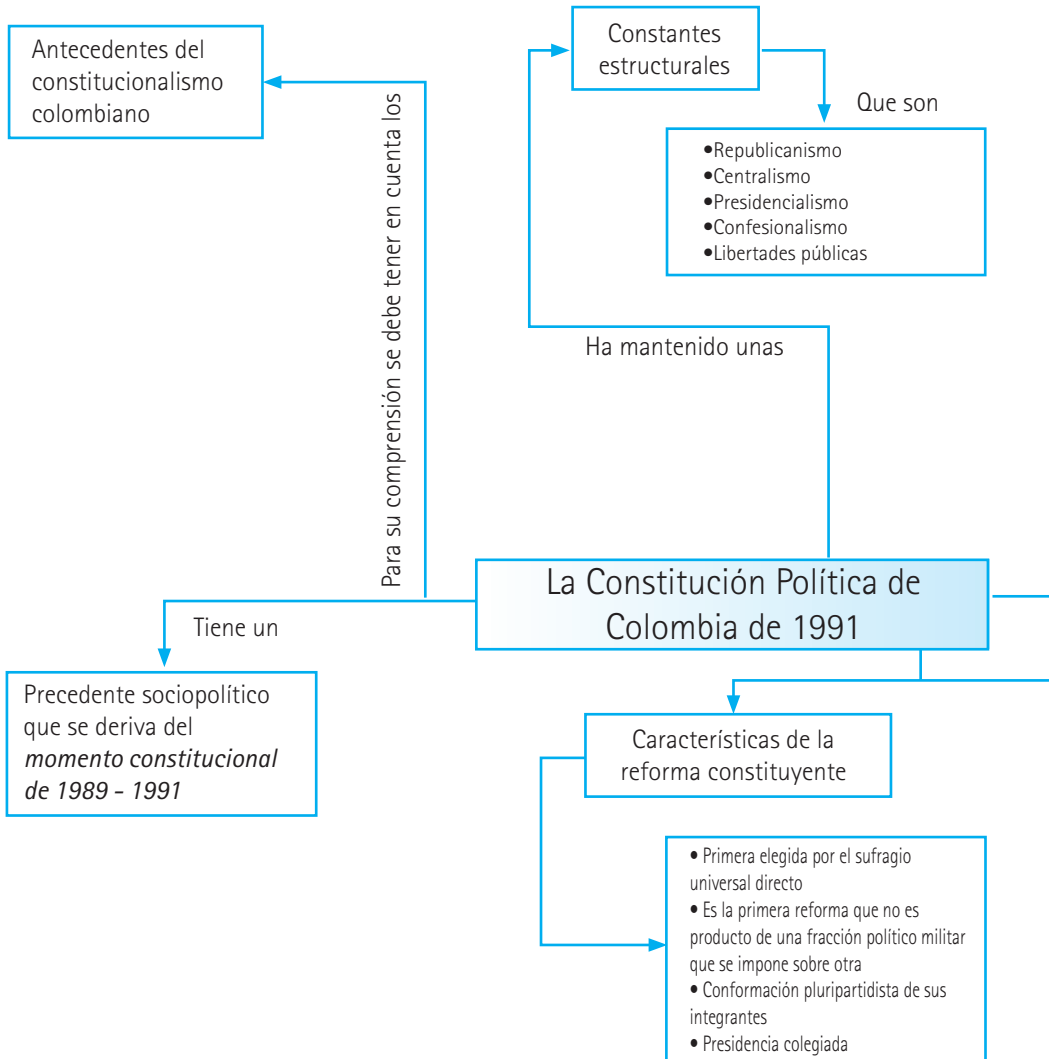 Antecedentes del
constitucionalismo
colombiano
Constantes
estructurales
Que son
•Republicanismo
•Centralismo
•Presidencialismo
•Confesionalismo
•Libertades públicas
Para su comprensión se debe tener en cuenta los
Ha mantenido unas
La Constitución Política de
Colombia de 1991
Tiene un
Precedente sociopolítico
que se deriva del
momento constitucional
de 1989 - 1991
Características de la
reforma constituyente
• Primera elegida por el sufragio
universal directo
• Es la primera reforma que no es
producto de una fracción político militar
que se impone sobre otra
• Conformación pluripartidista de sus
integrantes
• Presidencia colegiada